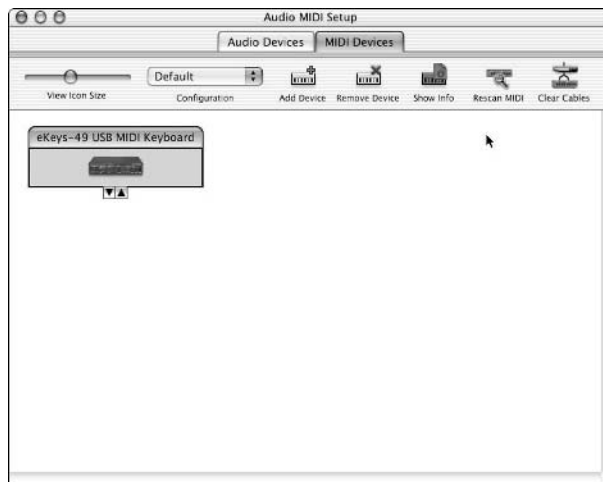 Audio MIDI Setup
Audio Devices
MIDI Devices
Default
View Icon Size
Configuration
Add Device
Remove Device
Show Info
Rescan MIDI
Clear Cables
eKeys-49 USB MIDI Keyboard